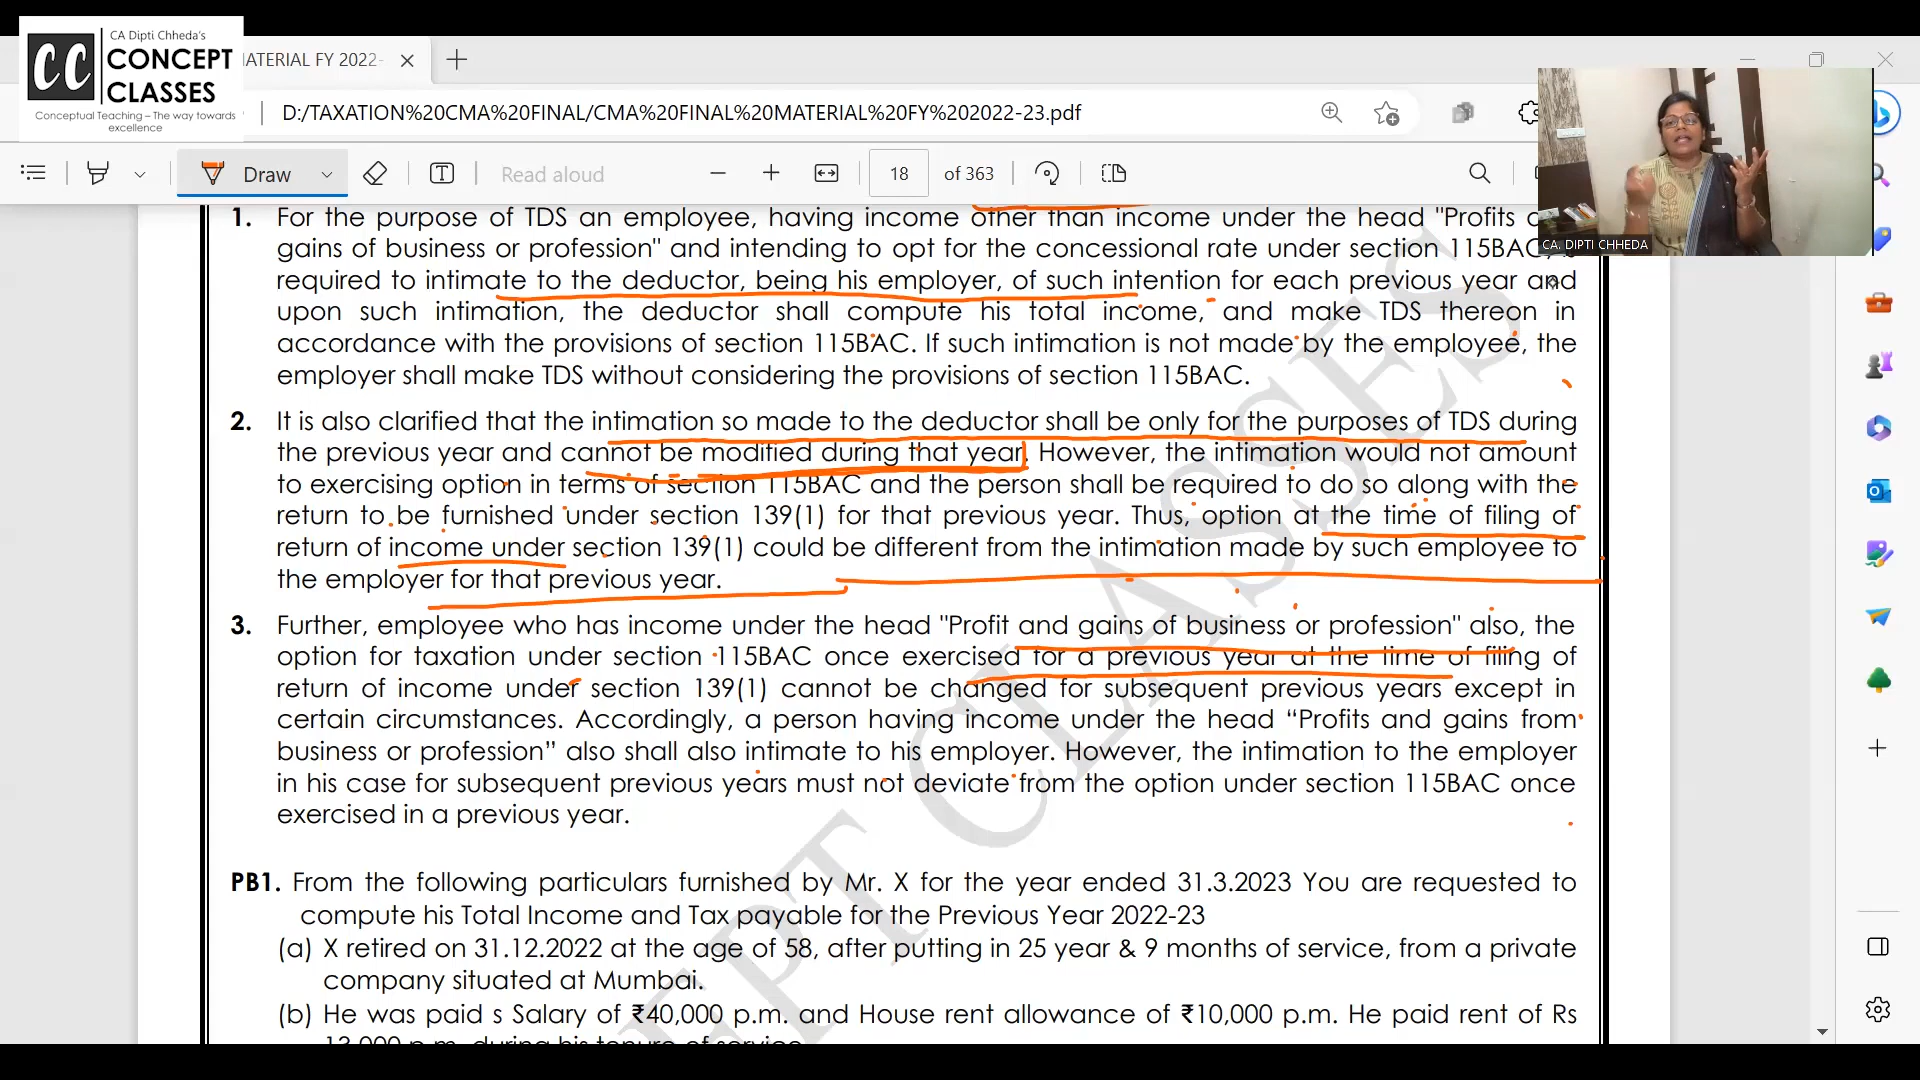 CA Dipti Chheda's
CC
CONCEPT
CLASSES
Conceptual Teaching – The way towards
excellence
ATERIAL FY 2022-
D:/TAXATION%20CMA%20FINAL/CMA%20FINAL%20MATERIAL%20FY%202022-23.pdf
Draw
T
Read aloud
18
of 363
CA. DIPTI CHHEDA
1. For the purpose of TDS an employee, having income other than income under the head "Profits
gains of business or profession" and intending to opt for the concessional rate under section 115BAC
required to intimate to the deductor, being his employer, of such intention for each previous year and
upon such intimation, the deductor shall compute his total income, and make TDS thereon in
accordance with the provisions of section 115BAC. If such intimation is not made by the employee, the
employer shall make TDS without considering the provisions of section 115BAC.
2. It is also clarified that the intimation so made to the deductor shall be only for the purposes of TDS during
the previous year and cannot be modified during that year. However, the intimation would not amount
to exercising option in terms of section 115BAC and the person shall be required to do so along with the
return to be furnished under section 139(1) for that previous year. Thus, option at the time of filing of
return of income under section 139(1) could be different from the intimation made by such employee to
the employer for that previous year.
3. Further, employee who has income under the head "Profit and gains of business or profession" also, the
option for taxation under section 115BAC once exercised for a previous year at the time of filing of
return of income under section 139(1) cannot be changed for subsequent previous years except in
certain circumstances. Accordingly, a person having income under the head “Profits and gains from
business or profession” also shall also intimate to his employer. However, the intimation to the employer
in his case for subsequent previous years must not deviate from the option under section 115BAC once
exercised in a previous year.
PB1. From the following particulars furnished by Mr. X for the year ended 31.3.2023 You are requested to
compute his Total Income and Tax payable for the Previous Year 2022-23
(a) X retired on 31.12.2022 at the age of 58, after putting in 25 year & 9 months of service, from a private
company situated at Mumbai.
(b) He was paid s Salary of ₹40,000 p.m. and House rent allowance of ₹10,000 p.m. He paid rent of Rs
13,000 p.m. during his tenure of service
EPT CLASSES